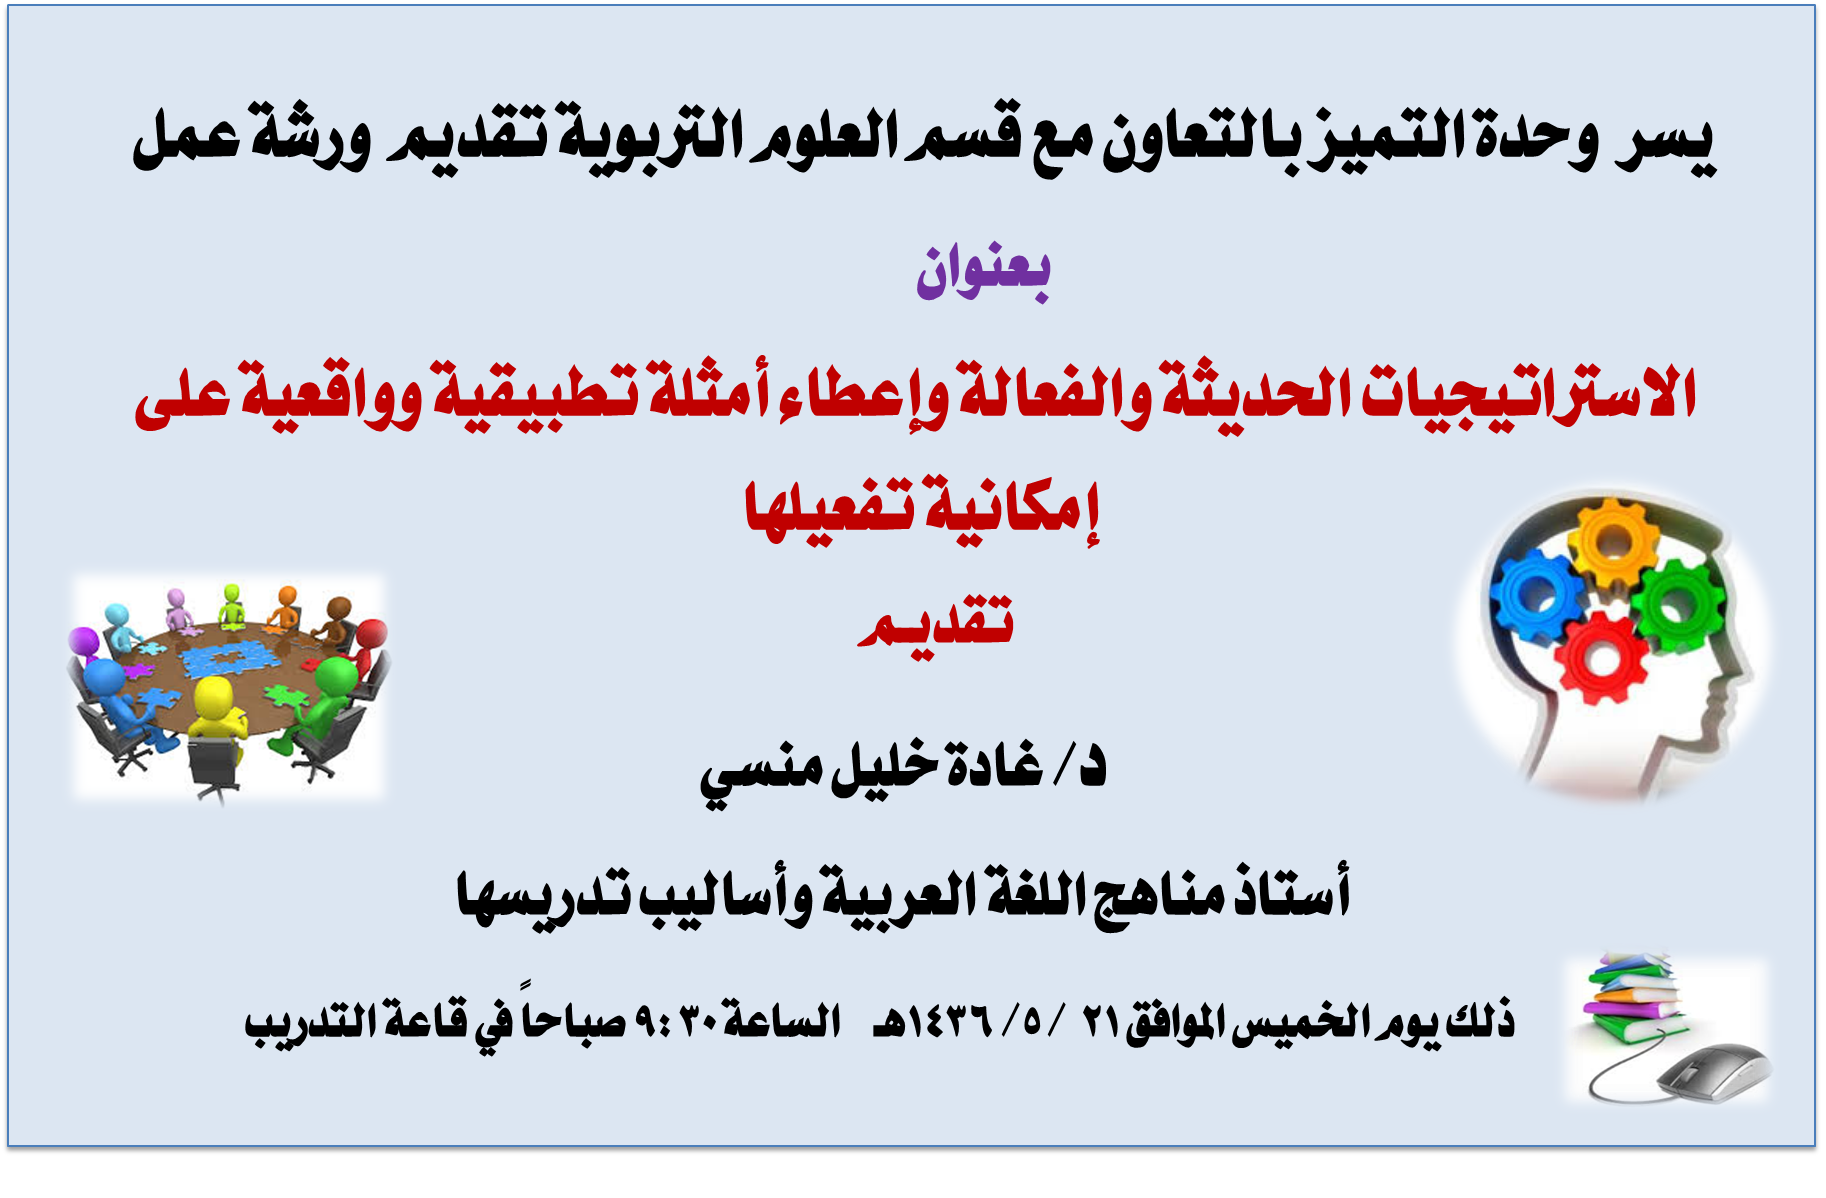 يسر وحدة التميز بالتعاون مع قسم العلوم التربوية تقديم ورشة عمل
بعنوان
الاستراتيجيات الحديثة والفعالة وإعطاء أمثلة تطبيقية وواقعية على
إمكانية تفعيلها
تقديم
د/ غادة خليل منسي
أستاذ مناهج اللغة العربية وأساليب تدريسها
ذلك يوم الخميس الموافق ٢١ /٥/ ١٤٣٦هـ الساعة ٩:٣٠ صباحاً في قاعة التدريب